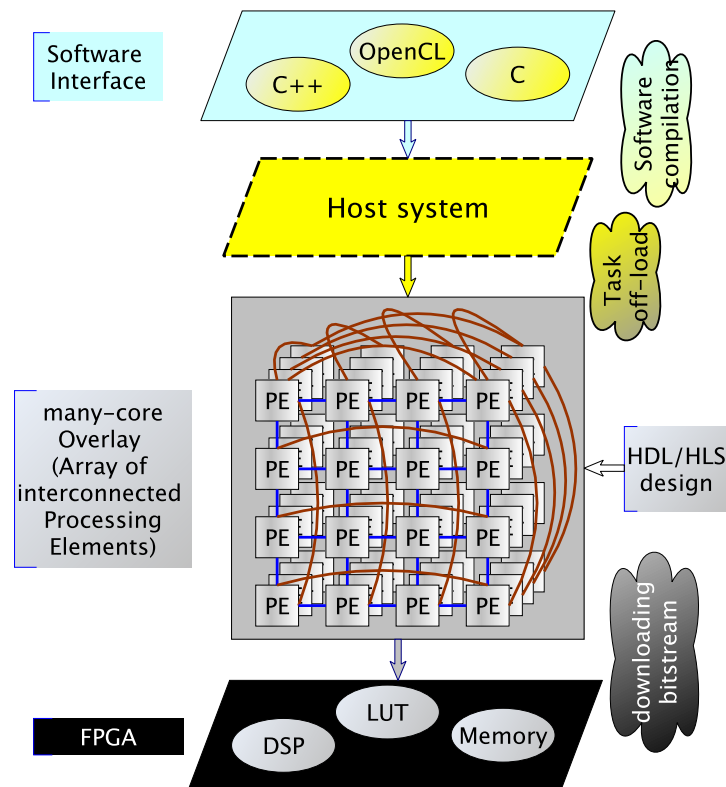 Software
Interface
OpenCL
C++
C
Software
compilation
Host system
Task
off-load
many-core
Overlay
(Array of
interconnected
Processing
Elements)
PE PE PE PE
PE PE PE PE
PE PE PE PE
PE PE PE PE
HDL/HLS
design
downloading
bitstream
FPGA
LUT
DSP
Memory